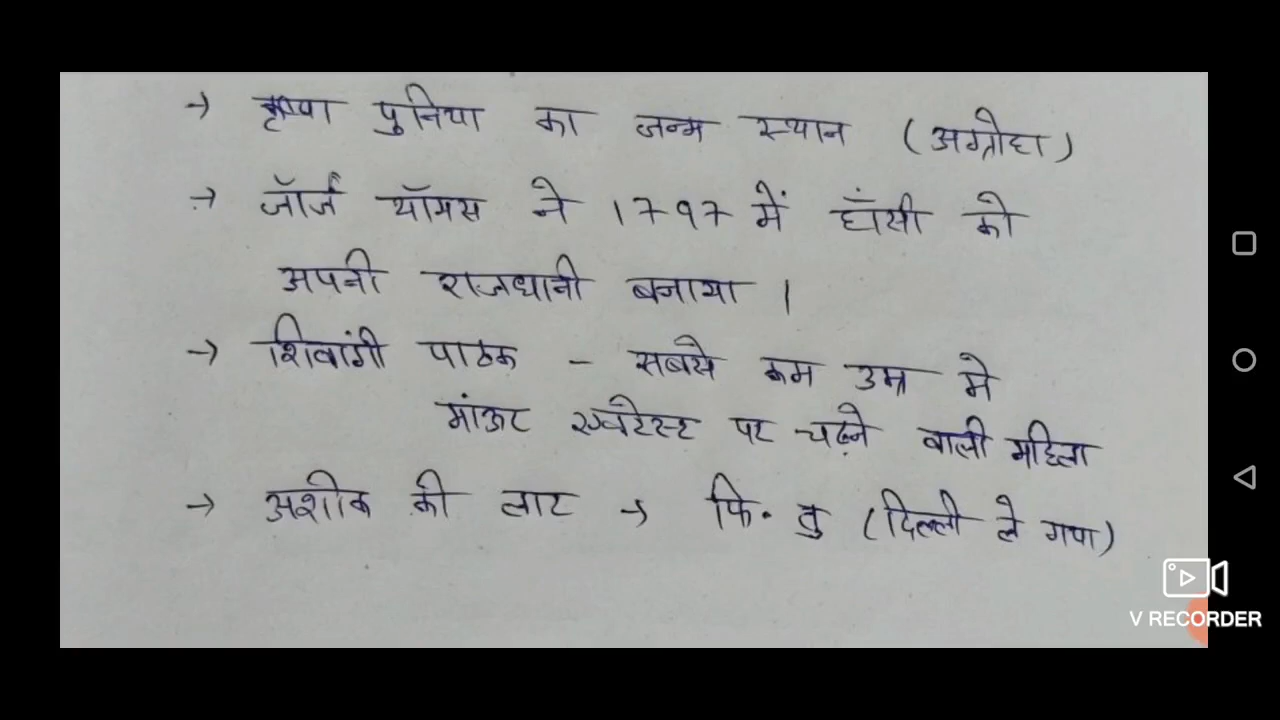 → कृष्णा पुनिया का जन्म स्थान (अग्रोहा)
→ जॉर्ज थॉमस ने 1797 में हाँसी को
अपनी राजधानी बनाया ।
→ शिवांगी पाठक – सबसे कम उम्र मे
मांऊट एवरेस्ट पर चढ़ने वाली महिला
→ अशोक की लाट → फि. तु (दिल्ली ले गया)
V RECORDER